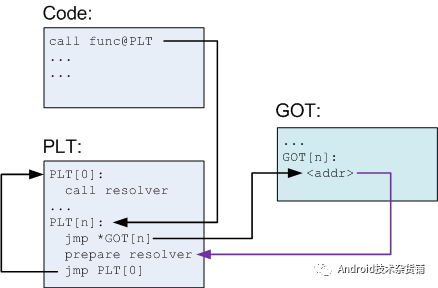 Code:
call func@PLT
...
...
PLT:
PLT[0]:
call resolver
...
PLT[n]:
jmp *GOT[n]
prepare resolver
jmp PLT[0]
GOT:
...
GOT[n]:
<addr>
Android技术杂货铺